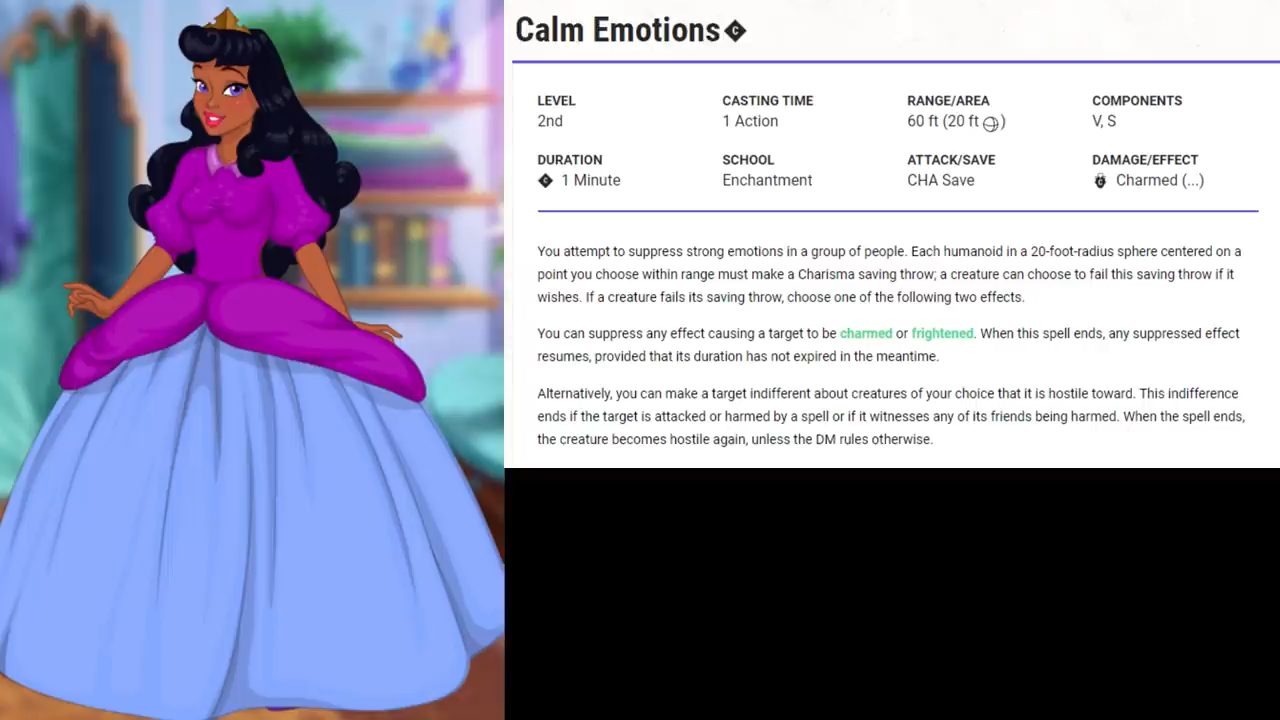 Calm Emotions
LEVEL CASTING TIME RANGE/AREA COMPONENTS
2nd 1 Action 60 ft (20 ft ) V, S
DURATION SCHOOL ATTACK/SAVE DAMAGE/EFFECT
1 Minute Enchantment CHA Save Charmed (...)
You attempt to suppress strong emotions in a group of people. Each humanoid in a 20-foot-radius sphere centered on a
point you choose within range must make a Charisma saving throw; a creature can choose to fail this saving throw if it
wishes. If a creature fails its saving throw, choose one of the following two effects.
You can suppress any effect causing a target to be charmed or frightened. When this spell ends, any suppressed effect
resumes, provided that its duration has not expired in the meantime.
Alternatively, you can make a target indifferent about creatures of your choice that it is hostile toward. This indifference
ends if the target is attacked or harmed by a spell or if it witnesses any of its friends being harmed. When the spell ends,
the creature becomes hostile again, unless the DM rules otherwise.